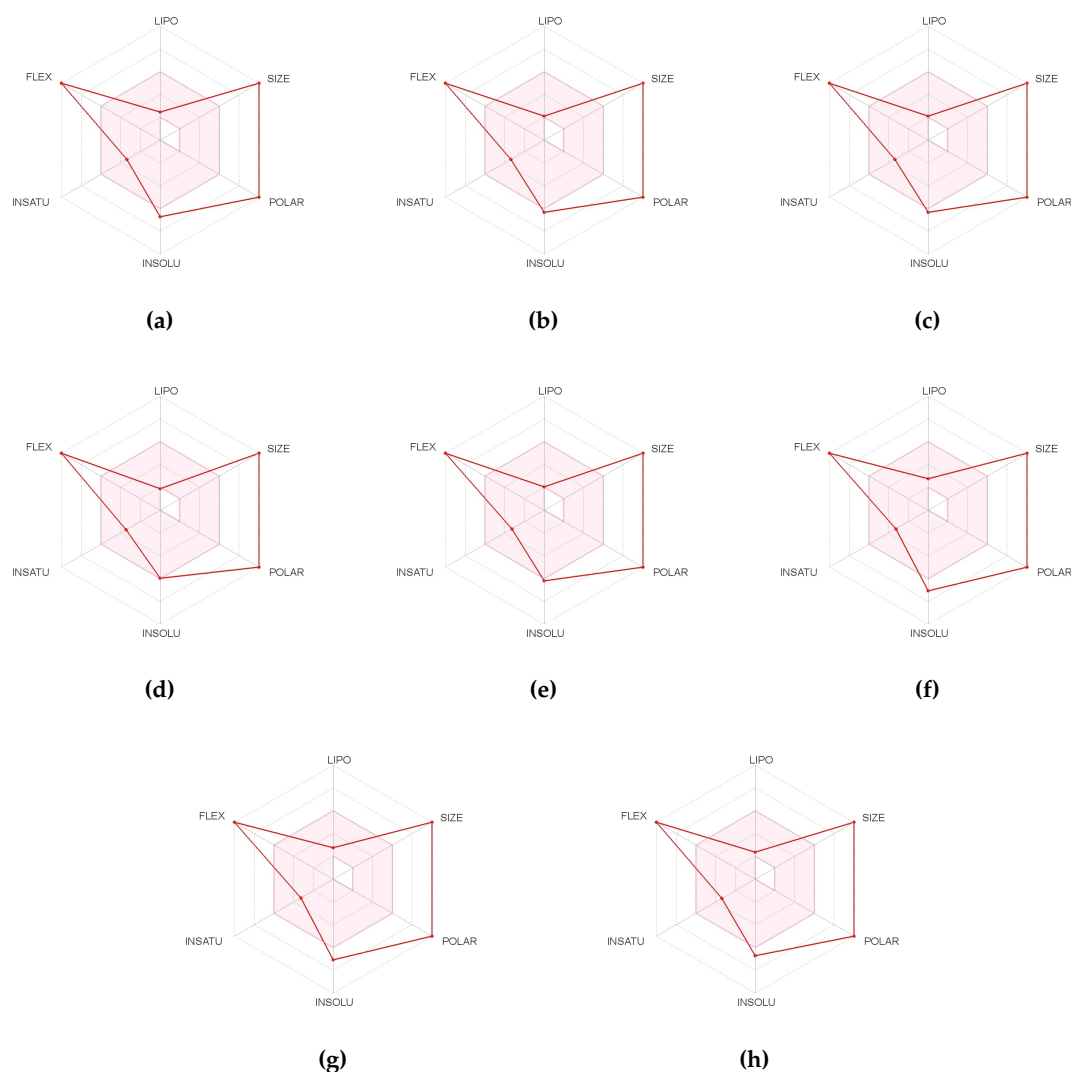 LIPO LIPO LIPO
FLEX SIZE FLEX SIZE FLEX SIZE
INSATU POLAR INSATU POLAR INSATU POLAR
INSOLU INSOLU INSOLU
(a) (b) (c)
LIPO LIPO LIPO
FLEX SIZE FLEX SIZE FLEX SIZE
INSATU POLAR INSATU POLAR INSATU POLAR
INSOLU INSOLU INSOLU
(d) (e) (f)
LIPO LIPO
FLEX SIZE FLEX SIZE
INSATU POLAR INSATU POLAR
INSOLU INSOLU
(g) (h)